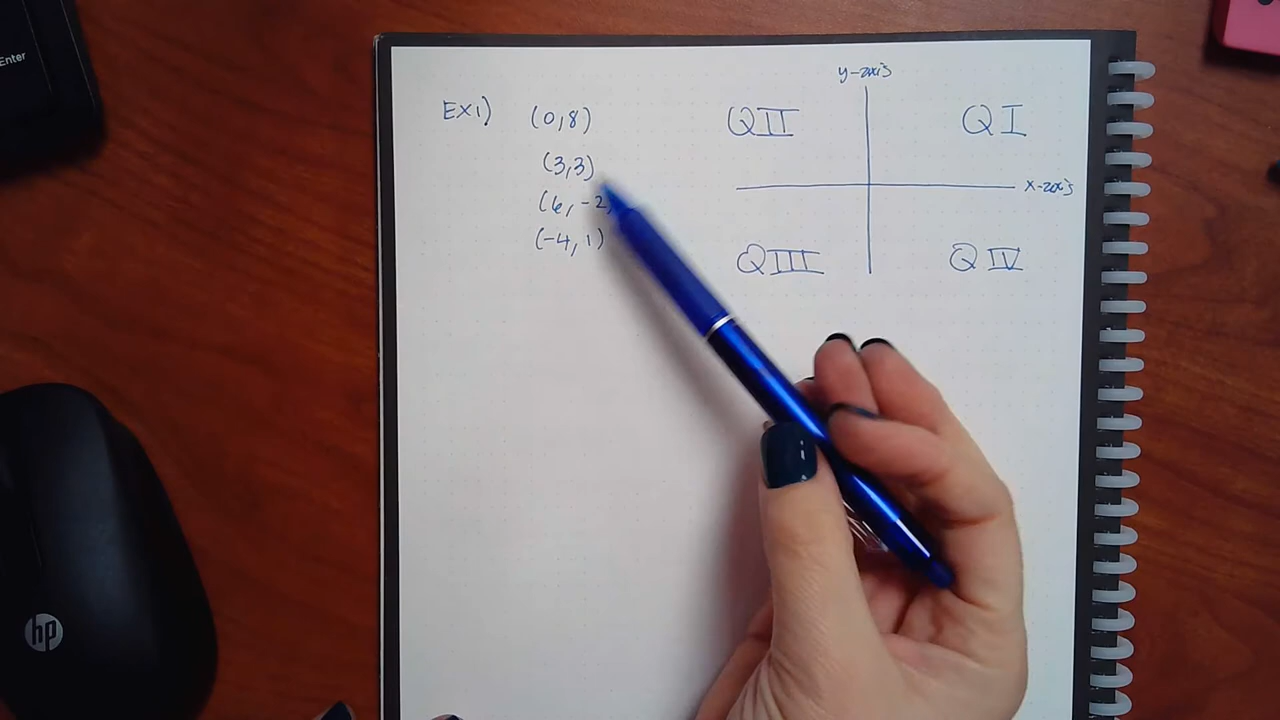 Enter
y-axis
EX1) (0,8)
QII
QI
(3,3)
x-axis
(6, -2)
(-4, 1)
QIII
QIV
hp